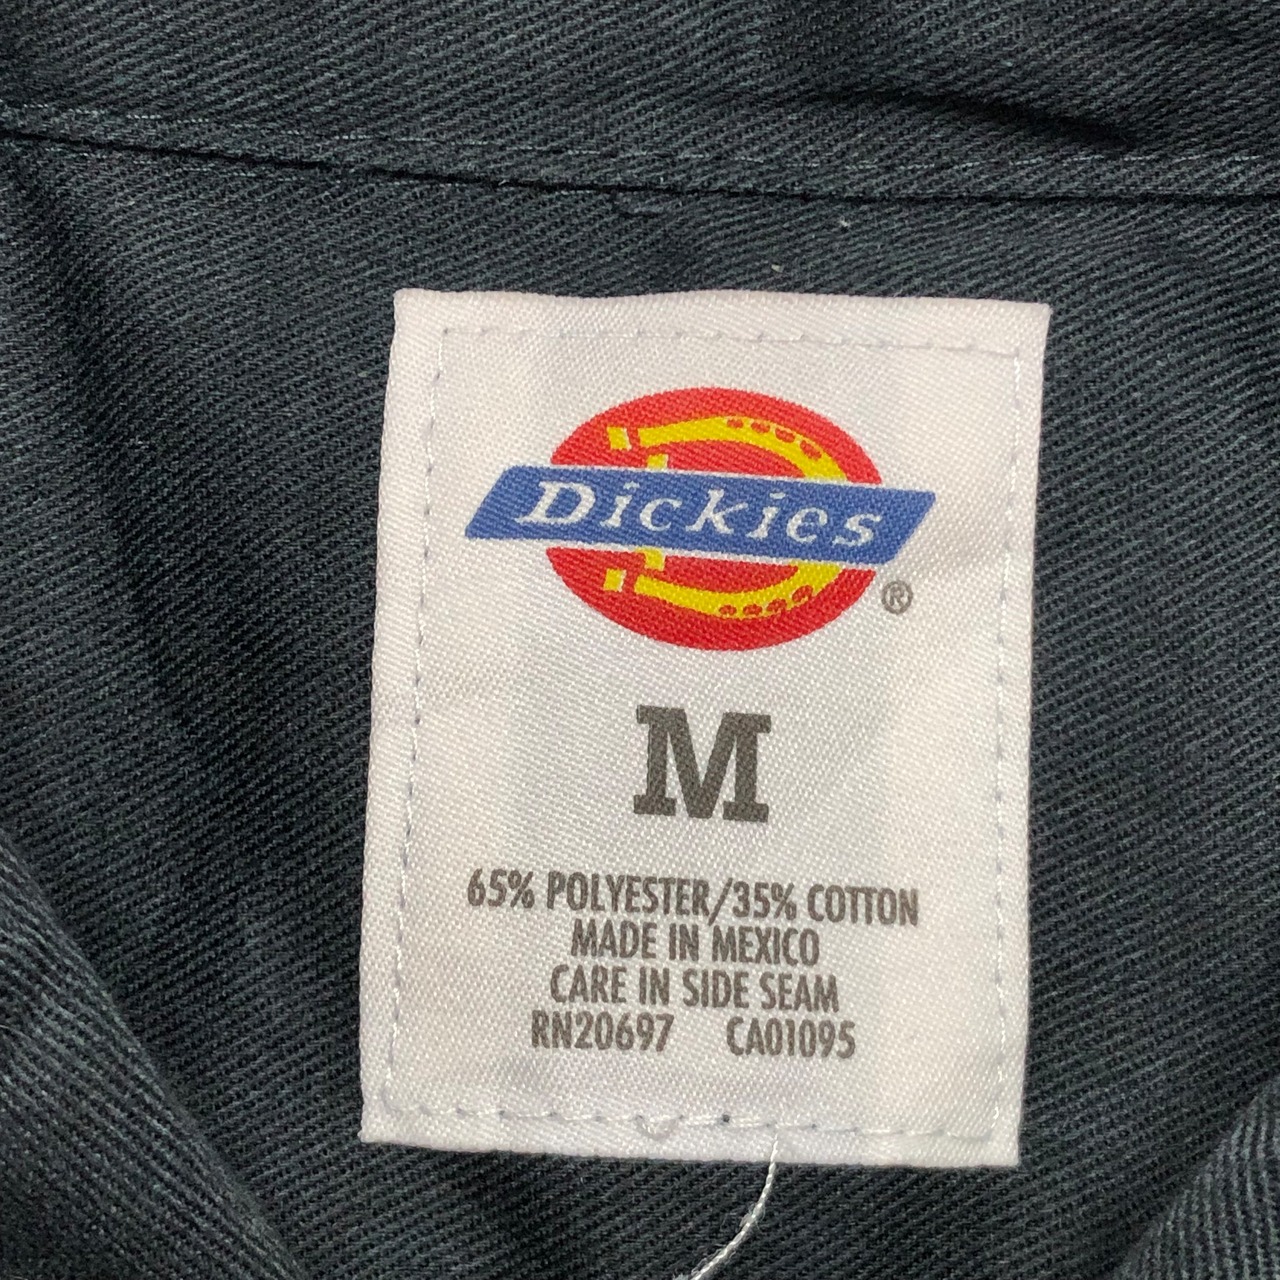 Dickies
®
M
65% POLYESTER/35% COTTON
MADE IN MEXICO
CARE IN SIDE SEAM
RN20697 CA01095